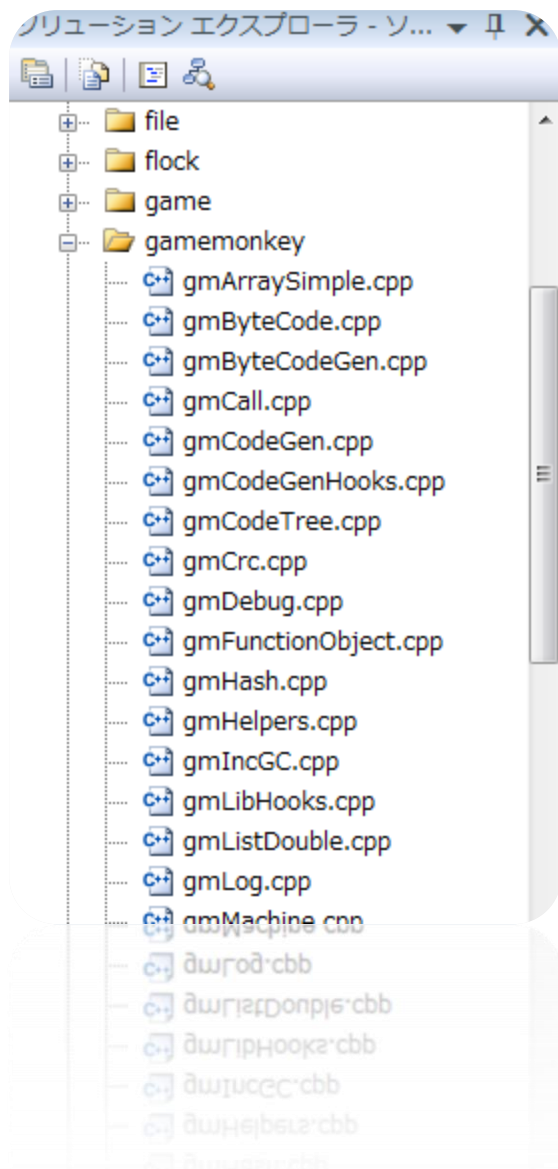 ソリューション エクスプローラ - ソ...
file
flock
game
gamemonkey
gmArraySimple.cpp
gmByteCode.cpp
gmByteCodeGen.cpp
gmCall.cpp
gmCodeGen.cpp
gmCodeGenHooks.cpp
gmCodeTree.cpp
gmCrc.cpp
gmDebug.cpp
gmFunctionObject.cpp
gmHash.cpp
gmHelpers.cpp
gmIncGC.cpp
gmLibHooks.cpp
gmListDouble.cpp
gmLog.cpp
gmMachine.cpp